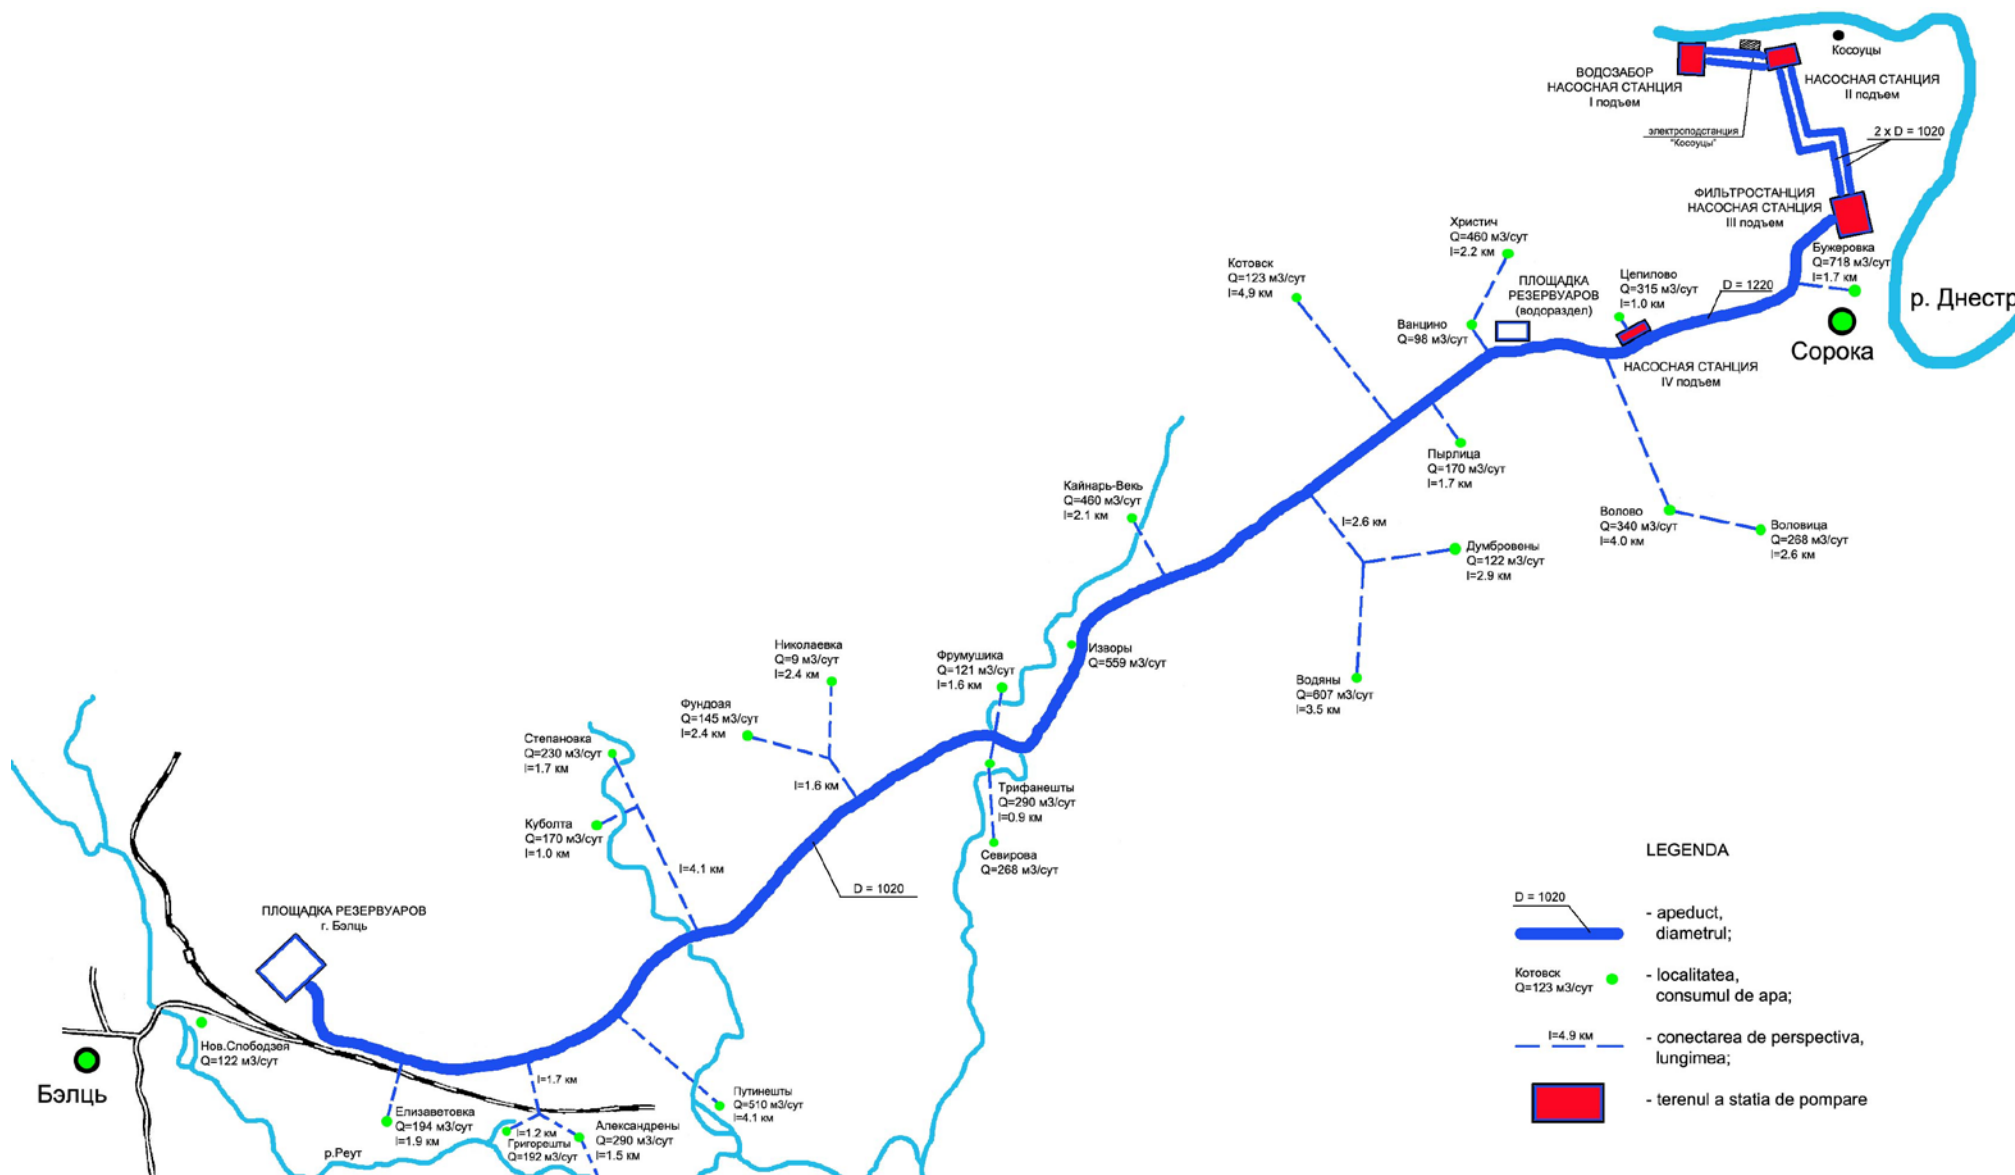 Косоуцы
ВОДОЗАБОР
НАСОСНАЯ СТАНЦИЯ
I подъем
НАСОСНАЯ СТАНЦИЯ
II подъем
электроподстанция
"Косоуцы"
2 x D = 1020
ФИЛЬТРОСТАНЦИЯ
НАСОСНАЯ СТАНЦИЯ
III подъем
Бужеровка
Q=718 м3/сут
l=1.7 км
р. Днестр
Сорока
Христич
Q=460 м3/сут
l=2.2 км
Котовск
Q=123 м3/сут
l=4,9 км
ПЛОЩАДКА
РЕЗЕРВУАРОВ
(водораздел)
Цепилово
Q=315 м3/сут
l=1.0 км
D = 1220
Ванцино
Q=98 м3/сут
НАСОСНАЯ СТАНЦИЯ
IV подъем
Пырлица
Q=170 м3/сут
l=1.7 км
Кайнарь-Векь
Q=460 м3/сут
l=2.1 км
l=2.6 км
Волово
Q=340 м3/сут
l=4.0 км
Воловица
Q=268 м3/сут
l=2.6 км
Думбровены
Q=122 м3/сут
l=2.9 км
Николаевка
Q=9 м3/сут
l=2.4 км
Фрумушика
Q=121 м3/сут
l=1.6 км
Изворы
Q=559 м3/сут
Водяны
Q=607 м3/сут
l=3.5 км
Фундоая
Q=145 м3/сут
l=2.4 км
Степановка
Q=230 м3/сут
l=1.7 км
l=1.6 км
Трифанешты
Q=290 м3/сут
l=0.9 км
Куболта
Q=170 м3/сут
l=1.0 км
Севирова
Q=268 м3/сут
l=4.1 км
D = 1020
ПЛОЩАДКА РЕЗЕРВУАРОВ
г. Бэлць
Нов.Слободзея
Q=122 м3/сут
Бэлць
l=1.7 км
Путинешты
Q=510 м3/сут
l=4.1 км
Елизаветовка
Q=194 м3/сут
l=1.9 км
l=1.2 км
Григорешты
Q=192 м3/сут
Александрены
Q=290 м3/сут
l=1.5 км
р.Реут
LEGENDA
D = 1020
- apeduct,
diametrul;
Котовск
Q=123 м3/сут
- localitatea,
consumul de apa;
l=4.9 км
- conectarea de perspectiva,
lungimea;
- terenul a statia de pompare